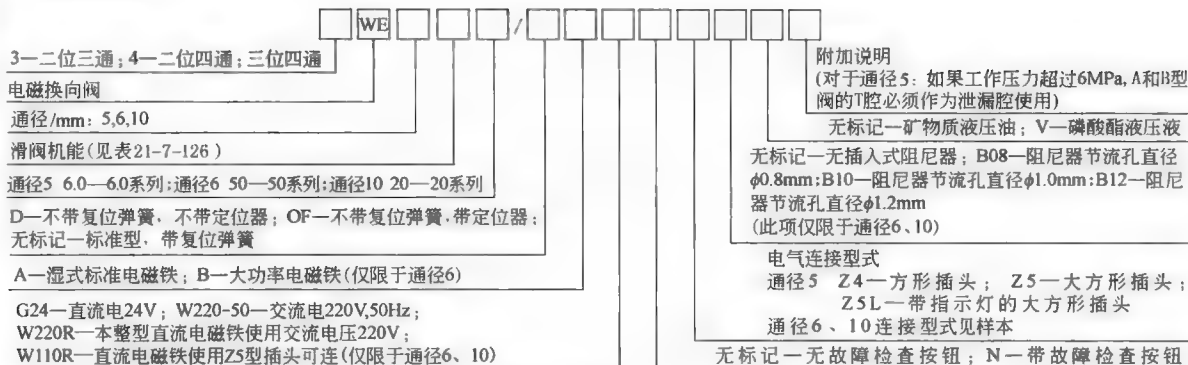 WE /
3—二位三通；4—二位四通；三位四通
电磁换向阀
通径/mm：5,6,10
滑阀机能(见表21-7-126)
通径5 6.0—6.0系列；通径6 50—50系列；通径10 20—20系列
D—不带复位弹簧，不带定位器；OF—不带复位弹簧，带定位器；
无标记—标准型，带复位弹簧
A—湿式标准电磁铁；B—大功率电磁铁(仅限于通径6)
G24—直流电24V；W220-50—交流电220V,50Hz；
W220R—本整型直流电磁铁使用交流电压220V；
W110R—直流电磁铁使用Z5型插头可连(仅限于通径6、10)
附加说明
(对于通径5：如果工作压力超过6MPa, A和B型
阀的T腔必须作为泄漏腔使用)
无标记—矿物质液压油；V—磷酸酯液压液
无标记—无插入式阻尼器；B08—阻尼器节流孔直径
φ0.8mm；B10—阻尼器节流孔直径φ1.0mm；B12—阻尼
器节流孔直径φ1.2mm
(此项仅限于通径6、10)
电气连接型式
通径5 Z4—方形插头；Z5—大方形插头；
Z5L—带指示灯的大方形插头
通径6、10连接型式见样本
无标记—无故障检查按钮；N—带故障检查按钮